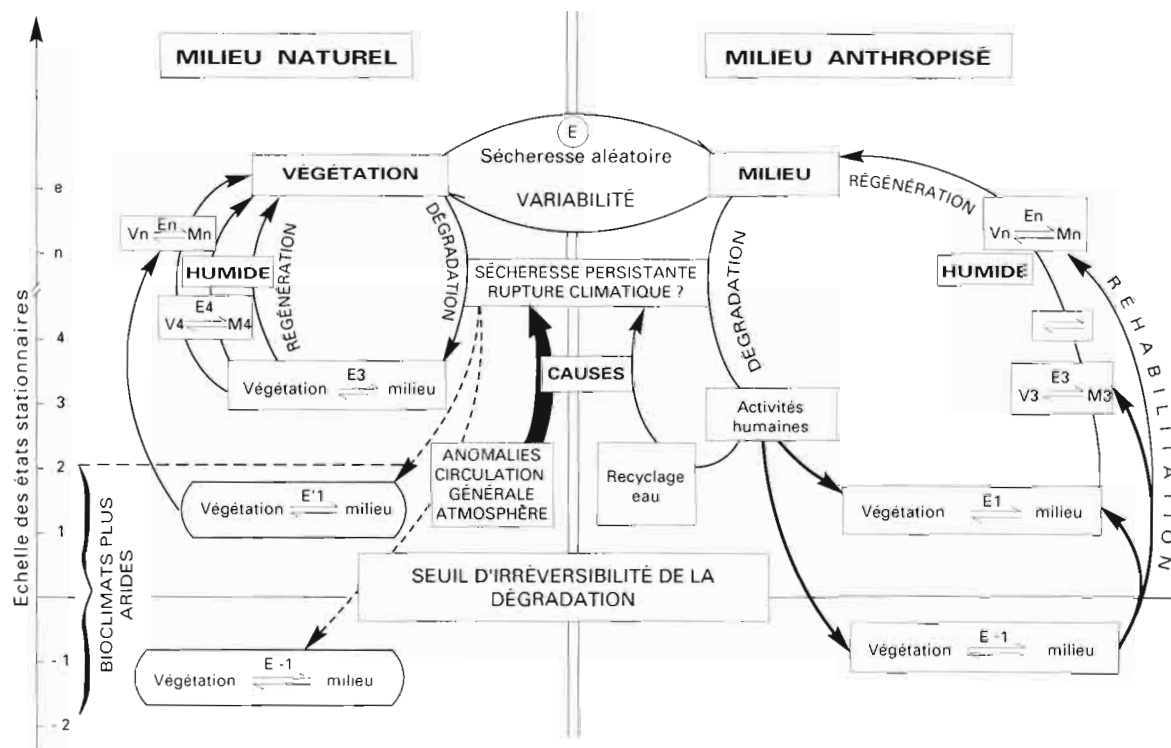 MILIEU NATUREL
MILIEU ANTHROPISÉ
E
Sécheresse aléatoire
VARIABILITÉ
VÉGÉTATION
MILIEU
RÉGÉNÉRATION
DÉGRADATION
En
Vn Mn
HUMIDE
E4
V4 M4
RÉGÉNÉRATION
SÉCHERESSE PERSISTANTE
RUPTURE CLIMATIQUE ?
DÉGRADATION
En
Vn Mn
HUMIDE
RÉHABILITATION
E3
Végétation milieu
CAUSES
E3
V3 M3
Activités
humaines
ANOMALIES
CIRCULATION
GÉNÉRALE
ATMOSPHÈRE
Recyclage
eau
E'1
Végétation milieu
E1
Végétation milieu
SEUIL D'IRRÉVERSIBILITÉ DE LA
DÉGRADATION
E -1
Végétation milieu
E -1
Végétation milieu
Echelle des états stationnaires
e
n
4
3
2
1
0
-1
-2
BIOCLIMATS PLUS
ARIDES